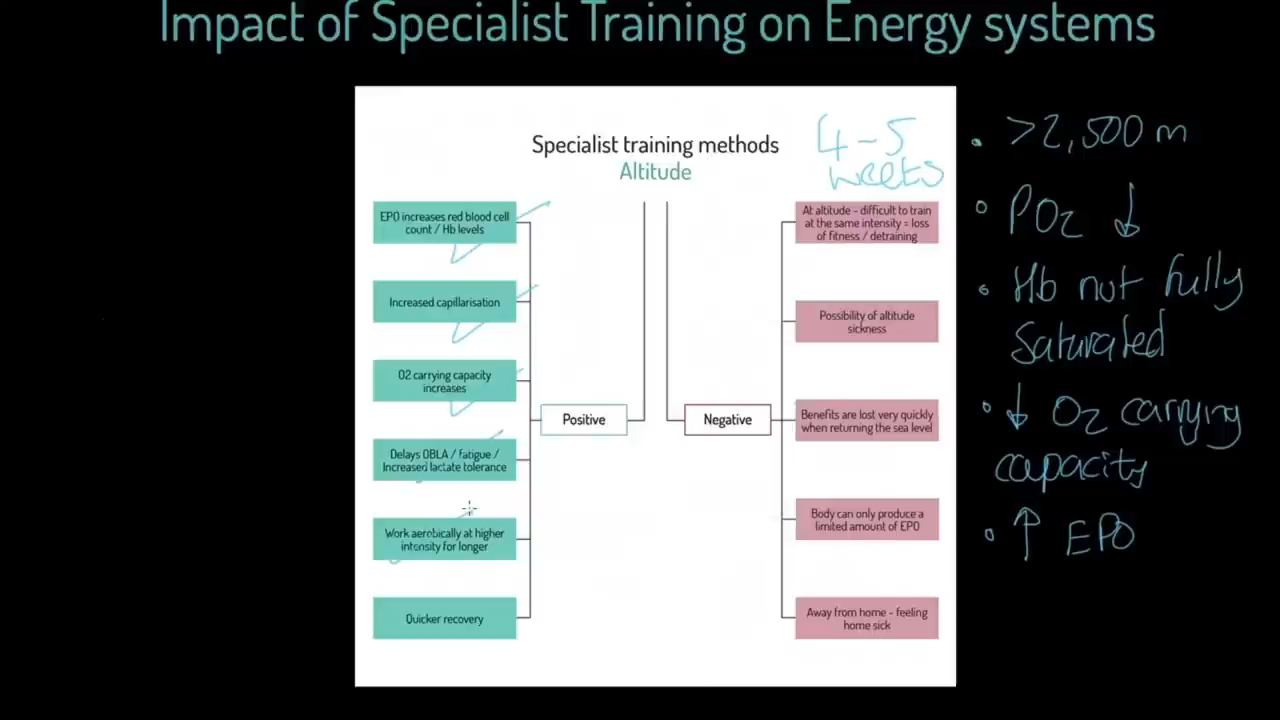 Impact of Specialist Training on Energy systems
Specialist training methods
Altitude
4-5
weeks
EPO increases red blood cell
count / Hb levels
Increased capillarisation
O2 carrying capacity
increases
Delays OBLA / fatigue /
Increased lactate tolerance
Work aerobically at higher
intensity for longer
Quicker recovery
Positive
Negative
At altitude - difficult to train
at the same intensity = loss
of fitness / detraining
Possibility of altitude
sickness
Benefits are lost very quickly
when returning the sea level
Body can only produce a
limited amount of EPO
Away from home - feeling
home sick
• >2,500 m
• PO2 ↓
• Hb not fully
saturated
• ↓ O2 carrying
capacity
• ↑ EPO